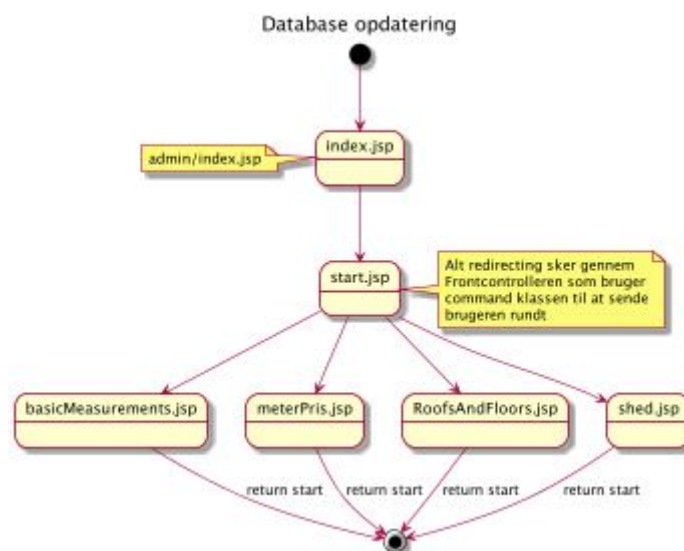 Database opdatering
index.jsp
admin/index.jsp
start.jsp
Alt redirecting sker gennem
Frontcontrolleren som bruger
command klassen til at sende
brugeren rundt
basicMeasurements.jsp
meterPris.jsp
RoofsAndFloors.jsp
shed.jsp
return start
return start
return start
return start